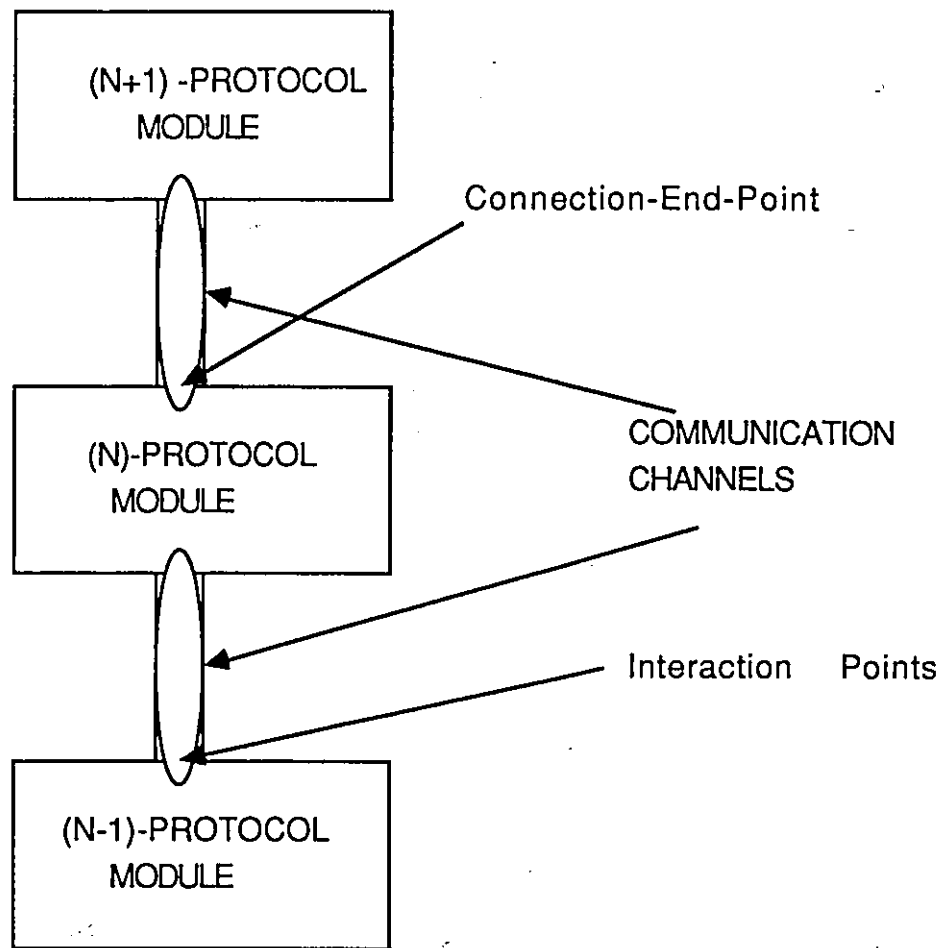 (N+1) -PROTOCOL
MODULE
Connection-End-Point
(N)-PROTOCOL
MODULE
COMMUNICATION
CHANNELS
Interaction Points
(N-1)-PROTOCOL
MODULE